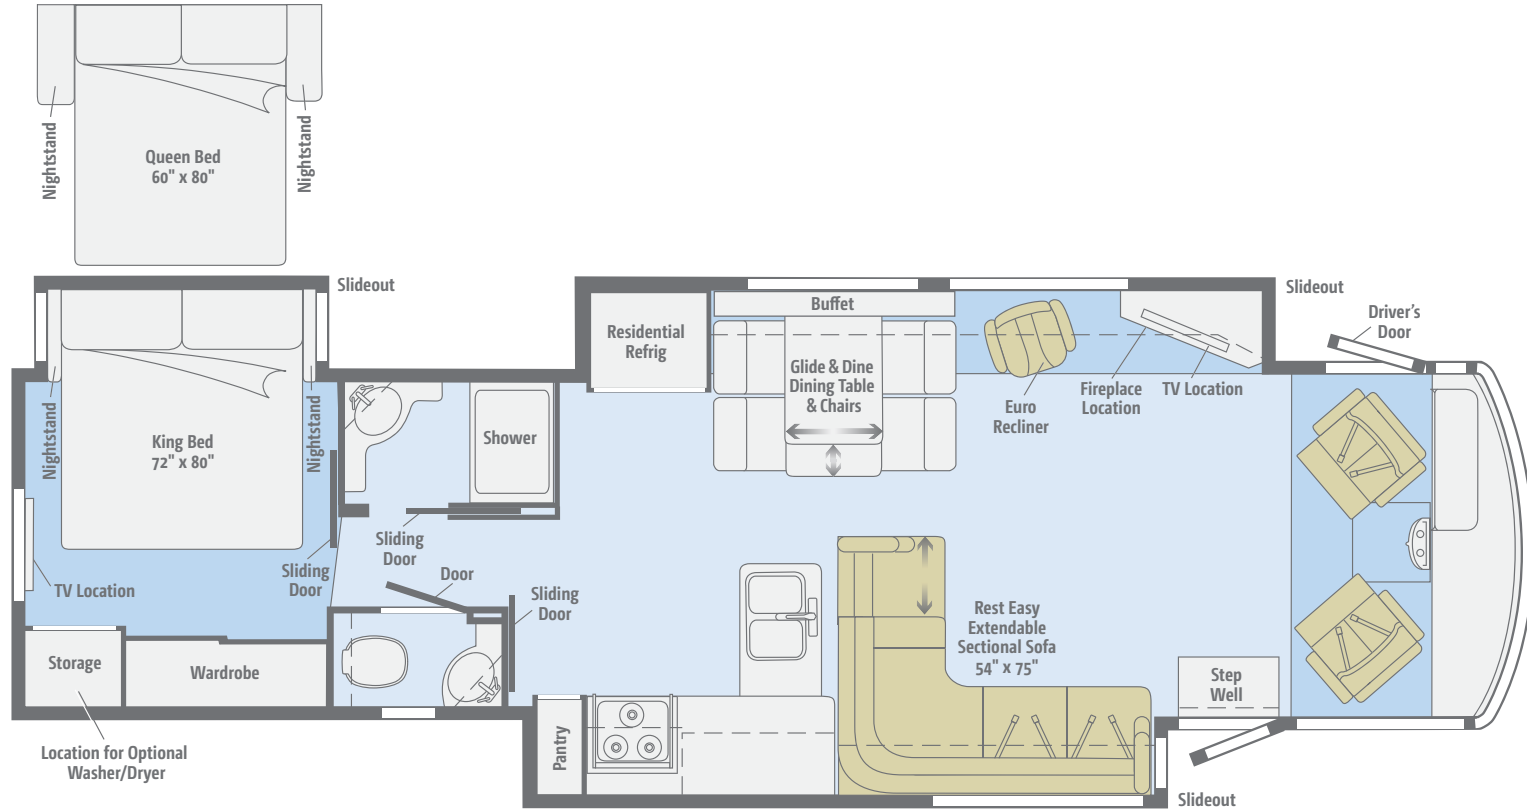 Nightstand
Queen Bed
60" x 80"
Nightstand
Slideout
Slideout
Buffet
Residential
Refrig
Driver's
Door
Glide & Dine
Dining Table
& Chairs
Euro
Recliner
Fireplace
Location
TV Location
Nightstand
King Bed
72" x 80"
Nightstand
Shower
Sliding
Door
Sliding
Door
Door
Sliding
Door
TV Location
Rest Easy
Extendable
Sectional Sofa
54" x 75"
Storage
Wardrobe
Step
Well
Pantry
Location for Optional
Washer/Dryer
Slideout